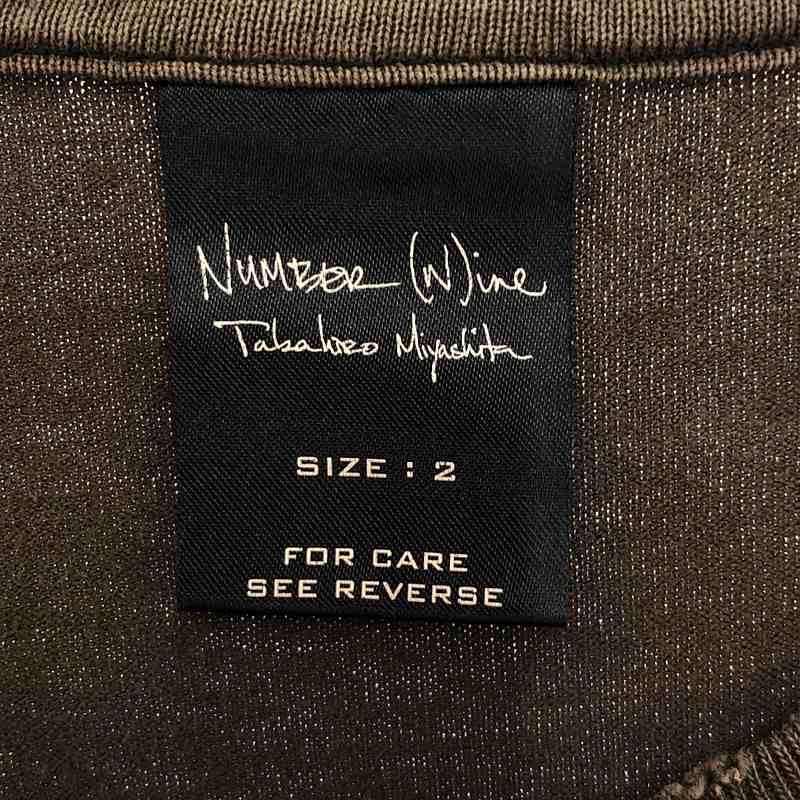 NUMBER (N)ine
Takahiro Miyashita
SIZE : 2
FOR CARE
SEE REVERSE